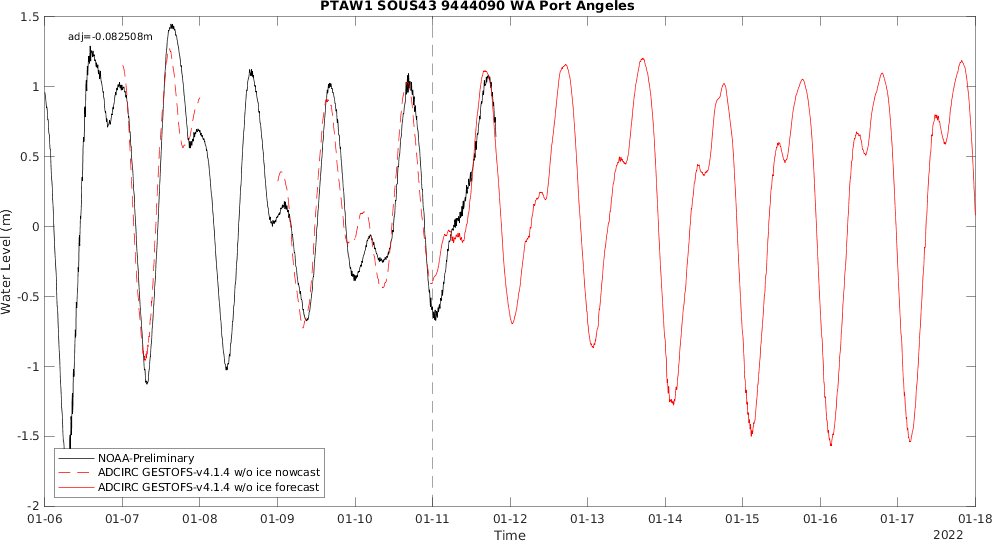 PTAW1 SOUS43 9444090 WA Port Angeles
adj=-0.082508m
Water Level (m)
1.5
1
0.5
0
-0.5
-1
-1.5
-2
NOAA-Preliminary
ADCIRC GESTOFS-v4.1.4 w/o ice nowcast
ADCIRC GESTOFS-v4.1.4 w/o ice forecast
01-06 01-07 01-08 01-09 01-10 01-11 01-12 01-13 01-14 01-15 01-16 01-17 01-18
Time
2022